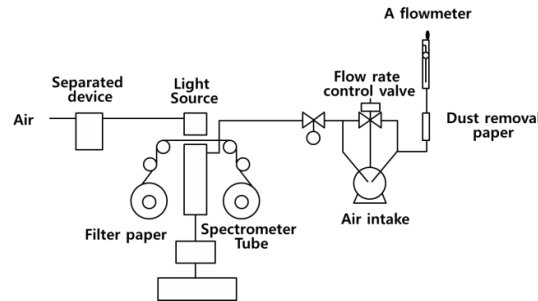 A flowmeter
Separated
device
Light
Source
Flow rate
control valve
Air
Dust removal
paper
Air intake
Filter paper
Spectrometer
Tube